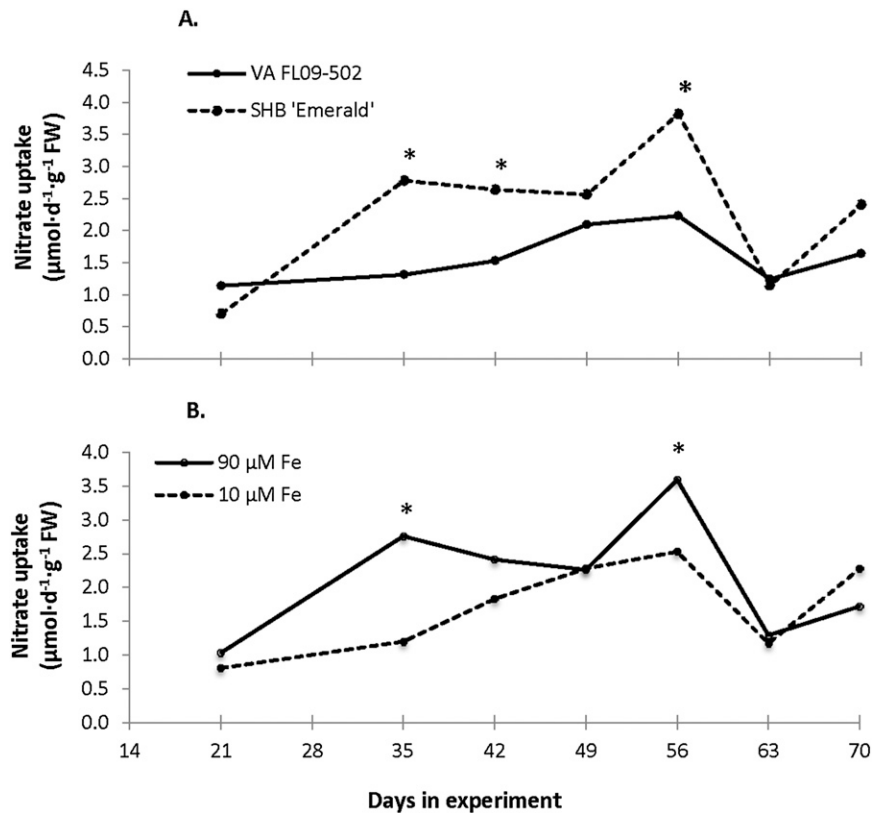 A.
VA FL09-502
SHB 'Emerald'
Nitrate uptake
(µmol·d⁻¹·g⁻¹ FW)
4.5
4.0
3.5
3.0
2.5
2.0
1.5
1.0
0.5
0.0
*
*
*
B.
90 µM Fe
10 µM Fe
Nitrate uptake
(µmol·d⁻¹·g⁻¹ FW)
4.0
3.5
3.0
2.5
2.0
1.5
1.0
0.5
0.0
*
*
14 21 28 35 42 49 56 63 70
Days in experiment